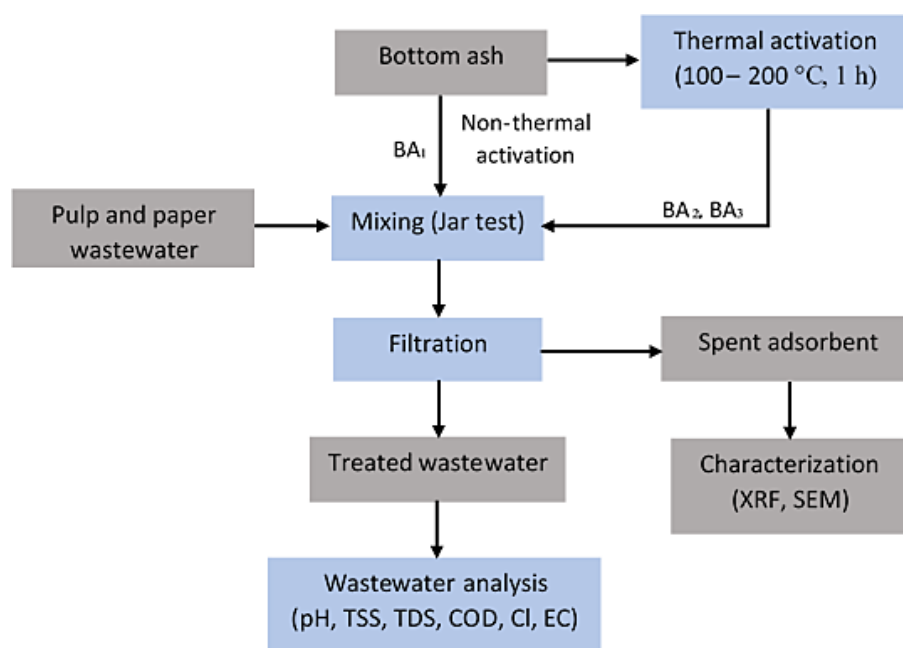 Bottom ash
Thermal activation
(100– 200 °C, 1 h)
Non-thermal
activation
BA₁
Pulp and paper
wastewater
Mixing (Jar test)
BA₂, BA₃
Filtration
Spent adsorbent
Treated wastewater
Characterization
(XRF, SEM)
Wastewater analysis
(pH, TSS, TDS, COD, Cl, EC)